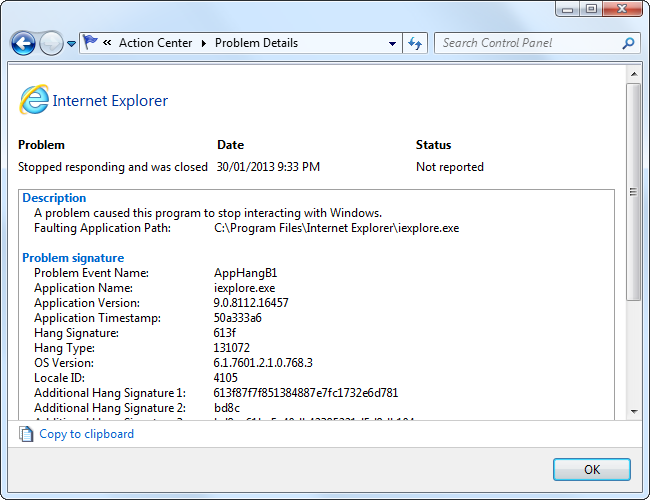 « Action Center ▸ Problem Details
Search Control Panel
Internet Explorer
Problem Date Status
Stopped responding and was closed 30/01/2013 9:33 PM Not reported
Description
A problem caused this program to stop interacting with Windows.
Faulting Application Path: C:\Program Files\Internet Explorer\iexplore.exe
Problem signature
Problem Event Name: AppHangB1
Application Name: iexplore.exe
Application Version: 9.0.8112.16457
Application Timestamp: 50a333a6
Hang Signature: 613f
Hang Type: 131072
OS Version: 6.1.7601.2.1.0.768.3
Locale ID: 4105
Additional Hang Signature 1: 613f87f7f851384887e7fc1732e6d781
Additional Hang Signature 2: bd8c
Copy to clipboard
OK